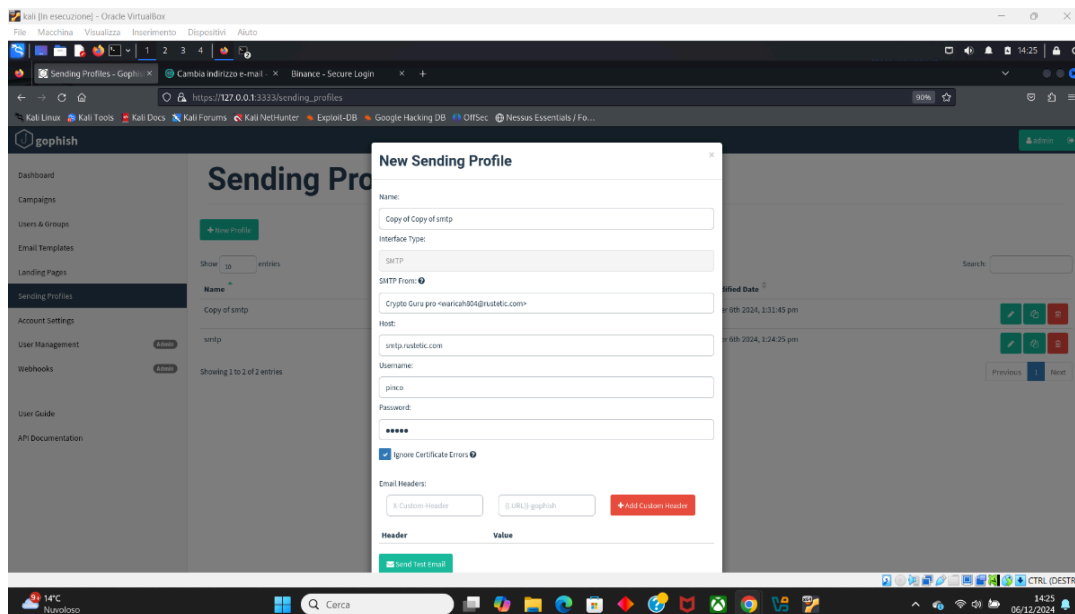 kali [In esecuzione] - Oracle VirtualBox
File Macchina Visualizza Inserimento Dispositivi Aiuto
1 2 3 4 14:25
Sending Profiles - Gophis Cambia indirizzo e-mail - Binance - Secure Login
https://127.0.0.1:3333/sending_profiles 90%
Kali Linux Kali Tools Kali Docs Kali Forums Kali NetHunter Exploit-DB Google Hacking DB OffSec Nessus Essentials / Fo...
gophish admin
Dashboard
Campaigns
Users & Groups
Email Templates
Landing Pages
Sending Profiles
Account Settings
User Management Admin
Webhooks Admin
User Guide
API Documentation
Sending Pro
New Profile
Show 10 entries Search:
Name dified Date
Copy of smtp er 6th 2024, 1:31:45 pm
smtp er 6th 2024, 1:24:25 pm
Showing 1 to 2 of 2 entries Previous 1 Next
New Sending Profile ×
Name:
Copy of Copy of smtp
Interface Type:
SMTP
SMTP From:
Crypto Guru pro <waricah804@rustetic.com>
Host:
smtp.rustetic.com
Username:
pinco
Password:
•••••
Ignore Certificate Errors
Email Headers:
X-Custom-Header {{.URL}}-gophish + Add Custom Header
Header Value
Send Test Email
CTRL (DESTR
14°C
Nuvoloso
Cerca
14:25
06/12/2024